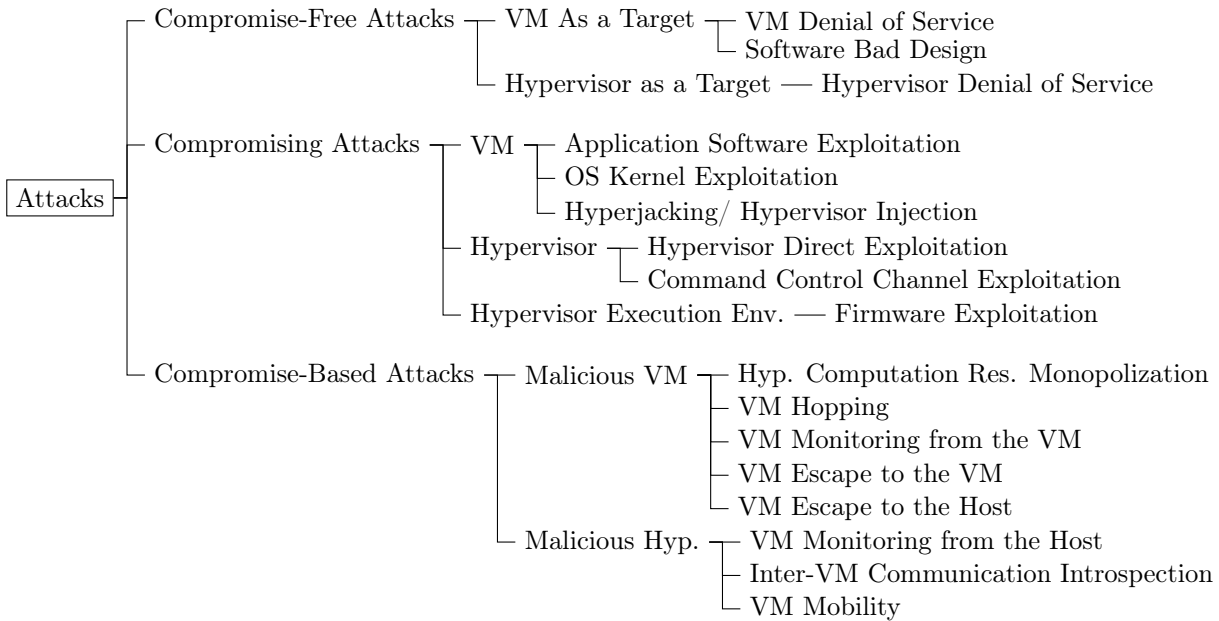 Compromise-Free Attacks VM As a Target VM Denial of Service
Software Bad Design
Hypervisor as a Target Hypervisor Denial of Service
Compromising Attacks VM Application Software Exploitation
OS Kernel Exploitation
Attacks
Hyperjacking/ Hypervisor Injection
Hypervisor Hypervisor Direct Exploitation
Command Control Channel Exploitation
Hypervisor Execution Env. Firmware Exploitation
Compromise-Based Attacks Malicious VM Hyp. Computation Res. Monopolization
VM Hopping
VM Monitoring from the VM
VM Escape to the VM
VM Escape to the Host
Malicious Hyp. VM Monitoring from the Host
Inter-VM Communication Introspection
VM Mobility